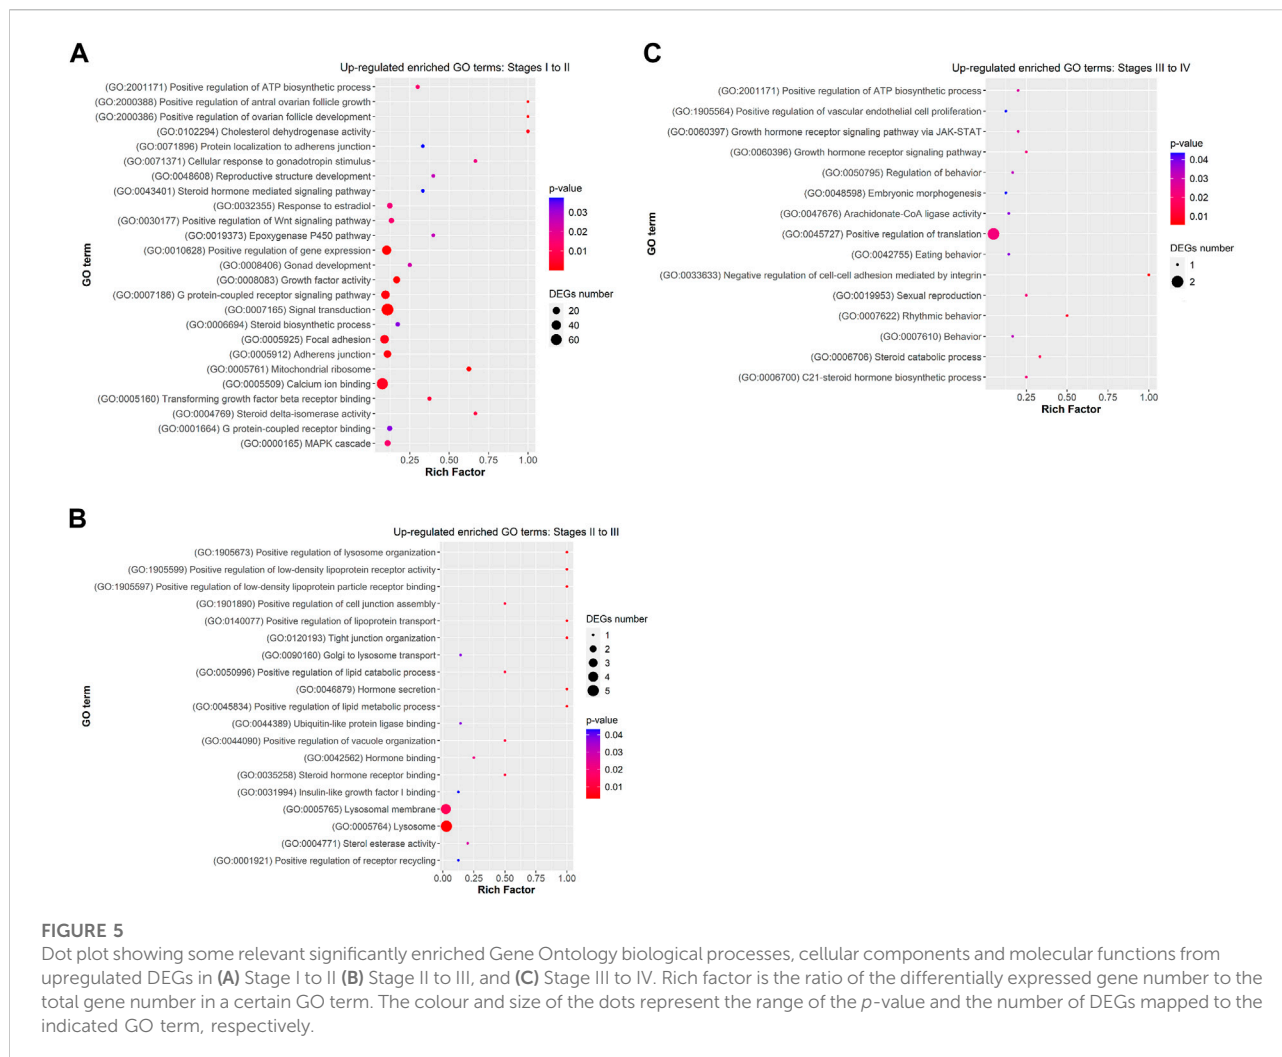 A
Up-regulated enriched GO terms: Stages I to II
GO term
(GO:2001171) Positive regulation of ATP biosynthetic process
(GO:2000388) Positive regulation of antral ovarian follicle growth
(GO:2000386) Positive regulation of ovarian follicle development
(GO:0102294) Cholesterol dehydrogenase activity
(GO:0071896) Protein localization to adherens junction
(GO:0071371) Cellular response to gonadotropin stimulus
(GO:0048608) Reproductive structure development
(GO:0043401) Steroid hormone mediated signaling pathway
(GO:0032355) Response to estradiol
(GO:0030177) Positive regulation of Wnt signaling pathway
(GO:0019373) Epoxygenase P450 pathway
(GO:0010628) Positive regulation of gene expression
(GO:0008406) Gonad development
(GO:0008083) Growth factor activity
(GO:0007186) G protein-coupled receptor signaling pathway
(GO:0007165) Signal transduction
(GO:0006694) Steroid biosynthetic process
(GO:0005925) Focal adhesion
(GO:0005912) Adherens junction
(GO:0005761) Mitochondrial ribosome
(GO:0005509) Calcium ion binding
(GO:0005160) Transforming growth factor beta receptor binding
(GO:0004769) Steroid delta-isomerase activity
(GO:0001664) G protein-coupled receptor binding
(GO:0000165) MAPK cascade
0.25 0.50 0.75 1.00
Rich Factor
p-value
0.03
0.02
0.01
DEGs number
20
40
60
C
Up-regulated enriched GO terms: Stages III to IV
GO term
(GO:2001171) Positive regulation of ATP biosynthetic process
(GO:1905564) Positive regulation of vascular endothelial cell proliferation
(GO:0060397) Growth hormone receptor signaling pathway via JAK-STAT
(GO:0060396) Growth hormone receptor signaling pathway
(GO:0050795) Regulation of behavior
(GO:0048598) Embryonic morphogenesis
(GO:0047676) Arachidonate-CoA ligase activity
(GO:0045727) Positive regulation of translation
(GO:0042755) Eating behavior
(GO:0033633) Negative regulation of cell-cell adhesion mediated by integrin
(GO:0019953) Sexual reproduction
(GO:0007622) Rhythmic behavior
(GO:0007610) Behavior
(GO:0006706) Steroid catabolic process
(GO:0006700) C21-steroid hormone biosynthetic process
0.25 0.50 0.75 1.00
Rich Factor
p-value
0.04
0.03
0.02
0.01
DEGs number
1
2
B
Up-regulated enriched GO terms: Stages II to III
GO term
(GO:1905673) Positive regulation of lysosome organization
(GO:1905599) Positive regulation of low-density lipoprotein receptor activity
(GO:1905597) Positive regulation of low-density lipoprotein particle receptor binding
(GO:1901890) Positive regulation of cell junction assembly
(GO:0140077) Positive regulation of lipoprotein transport
(GO:0120193) Tight junction organization
(GO:0090160) Golgi to lysosome transport
(GO:0050996) Positive regulation of lipid catabolic process
(GO:0046879) Hormone secretion
(GO:0045834) Positive regulation of lipid metabolic process
(GO:0044389) Ubiquitin-like protein ligase binding
(GO:0044090) Positive regulation of vacuole organization
(GO:0042562) Hormone binding
(GO:0035258) Steroid hormone receptor binding
(GO:0031994) Insulin-like growth factor I binding
(GO:0005765) Lysosomal membrane
(GO:0005764) Lysosome
(GO:0004771) Sterol esterase activity
(GO:0001921) Positive regulation of receptor recycling
0.00 0.25 0.50 0.75 1.00
Rich Factor
DEGs number
1
2
3
4
5
p-value
0.04
0.03
0.02
0.01
FIGURE 5
Dot plot showing some relevant significantly enriched Gene Ontology biological processes, cellular components and molecular functions from
upregulated DEGs in (A) Stage I to II (B) Stage II to III, and (C) Stage III to IV. Rich factor is the ratio of the differentially expressed gene number to the
total gene number in a certain GO term. The colour and size of the dots represent the range of the p-value and the number of DEGs mapped to the
indicated GO term, respectively.